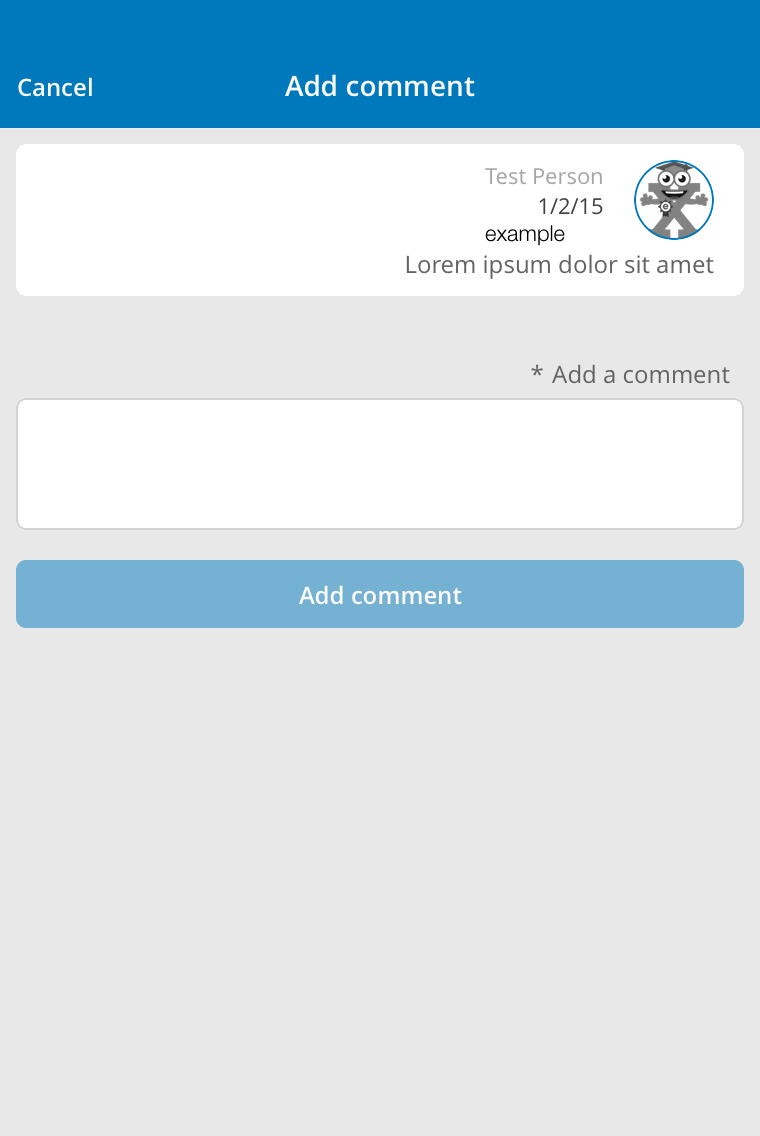 Cancel
Add comment
Test Person
1/2/15
example
Lorem ipsum dolor sit amet
* Add a comment
Add comment